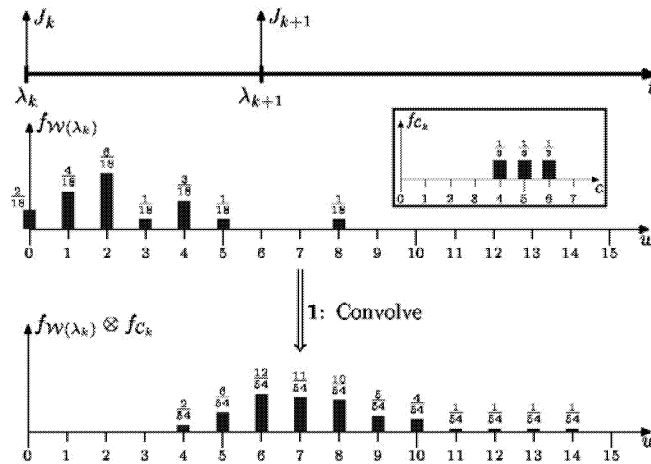 J_k J_{k+1}
λ_k λ_{k+1} t
f_{W(λ_k)}
2/18 4/18 6/18 1/18 3/18 1/18 1/18
0 1 2 3 4 5 6 7 8 9 10 11 12 13 14 15 u
f_{C_k}
1/3 1/3 1/3
0 1 2 3 4 5 6 7 c
1: Convolve
f_{W(λ_k)} ⊗ f_{C_k}
2/54 6/54 12/54 11/54 10/54 5/54 4/54 1/54 1/54 1/54 1/54
0 1 2 3 4 5 6 7 8 9 10 11 12 13 14 15 u